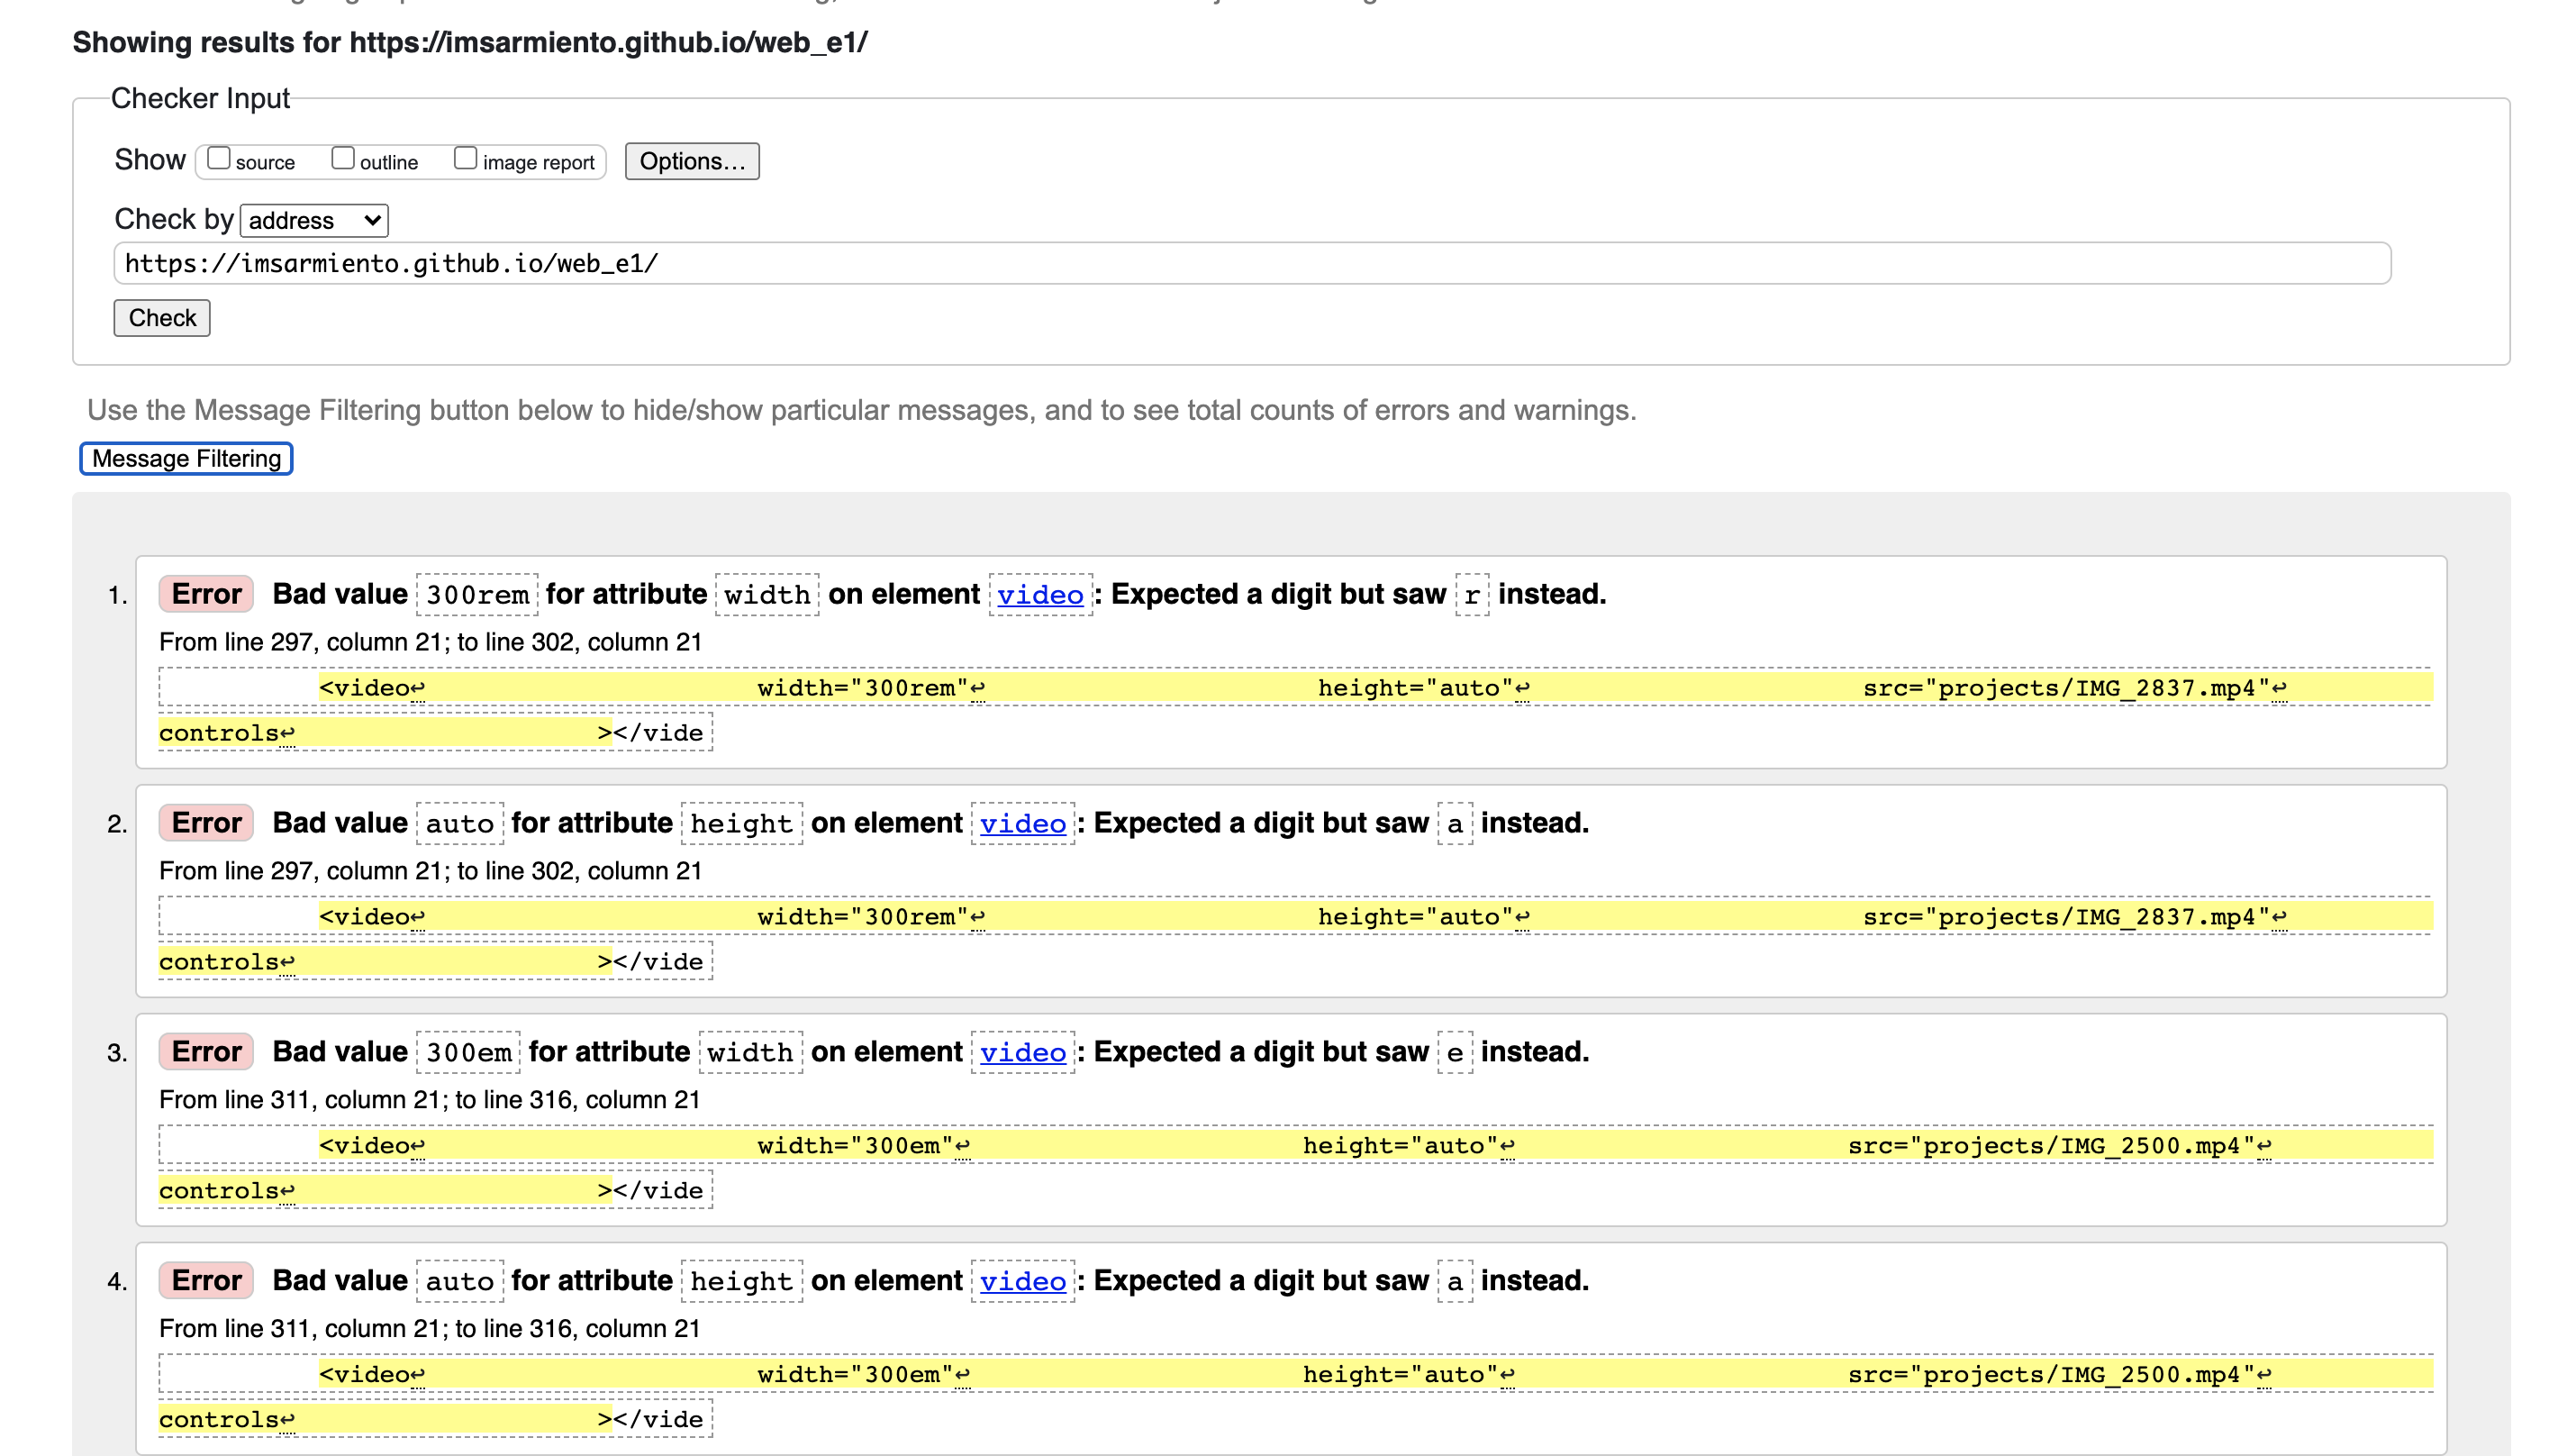 Showing results for https://imsarmiento.github.io/web_e1/
Checker Input
Show source outline image report Options...
Check by address
https://imsarmiento.github.io/web_e1/
Check
Use the Message Filtering button below to hide/show particular messages, and to see total counts of errors and warnings.
Message Filtering
1. Error Bad value 300rem for attribute width on element video: Expected a digit but saw r instead.
From line 297, column 21; to line 302, column 21
<video↩ width="300rem"↩ height="auto"↩ src="projects/IMG_2837.mp4"↩
controls↩ ></vide
2. Error Bad value auto for attribute height on element video: Expected a digit but saw a instead.
From line 297, column 21; to line 302, column 21
<video↩ width="300rem"↩ height="auto"↩ src="projects/IMG_2837.mp4"↩
controls↩ ></vide
3. Error Bad value 300em for attribute width on element video: Expected a digit but saw e instead.
From line 311, column 21; to line 316, column 21
<video↩ width="300em"↩ height="auto"↩ src="projects/IMG_2500.mp4"↩
controls↩ ></vide
4. Error Bad value auto for attribute height on element video: Expected a digit but saw a instead.
From line 311, column 21; to line 316, column 21
<video↩ width="300em"↩ height="auto"↩ src="projects/IMG_2500.mp4"↩
controls↩ ></vide